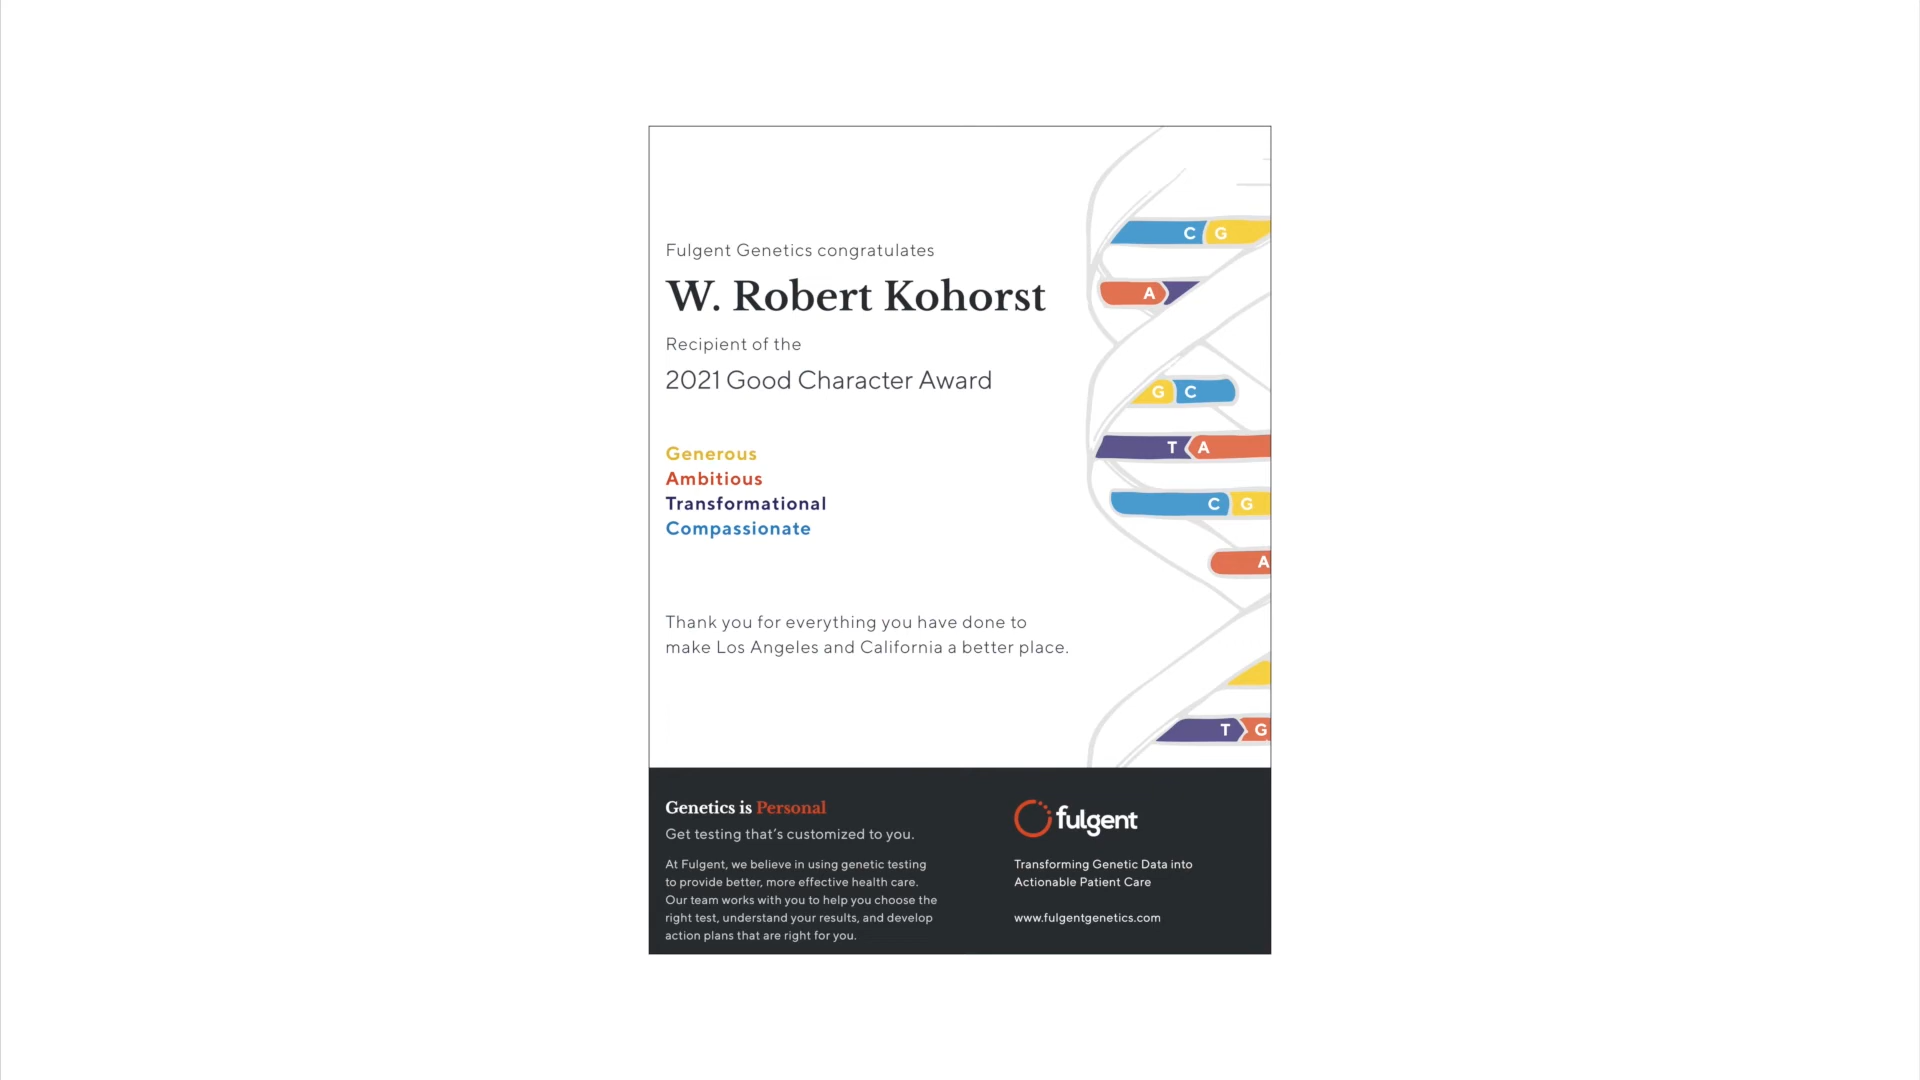 Fulgent Genetics congratulates
W. Robert Kohorst
Recipient of the
2021 Good Character Award
Generous
Ambitious
Transformational
Compassionate
Thank you for everything you have done to
make Los Angeles and California a better place.
C G
A
G C
T A
C G
A
T G
Genetics is Personal
Get testing that's customized to you.
At Fulgent, we believe in using genetic testing
to provide better, more effective health care.
Our team works with you to help you choose the
right test, understand your results, and develop
action plans that are right for you.
fulgent
Transforming Genetic Data into
Actionable Patient Care
www.fulgentgenetics.com